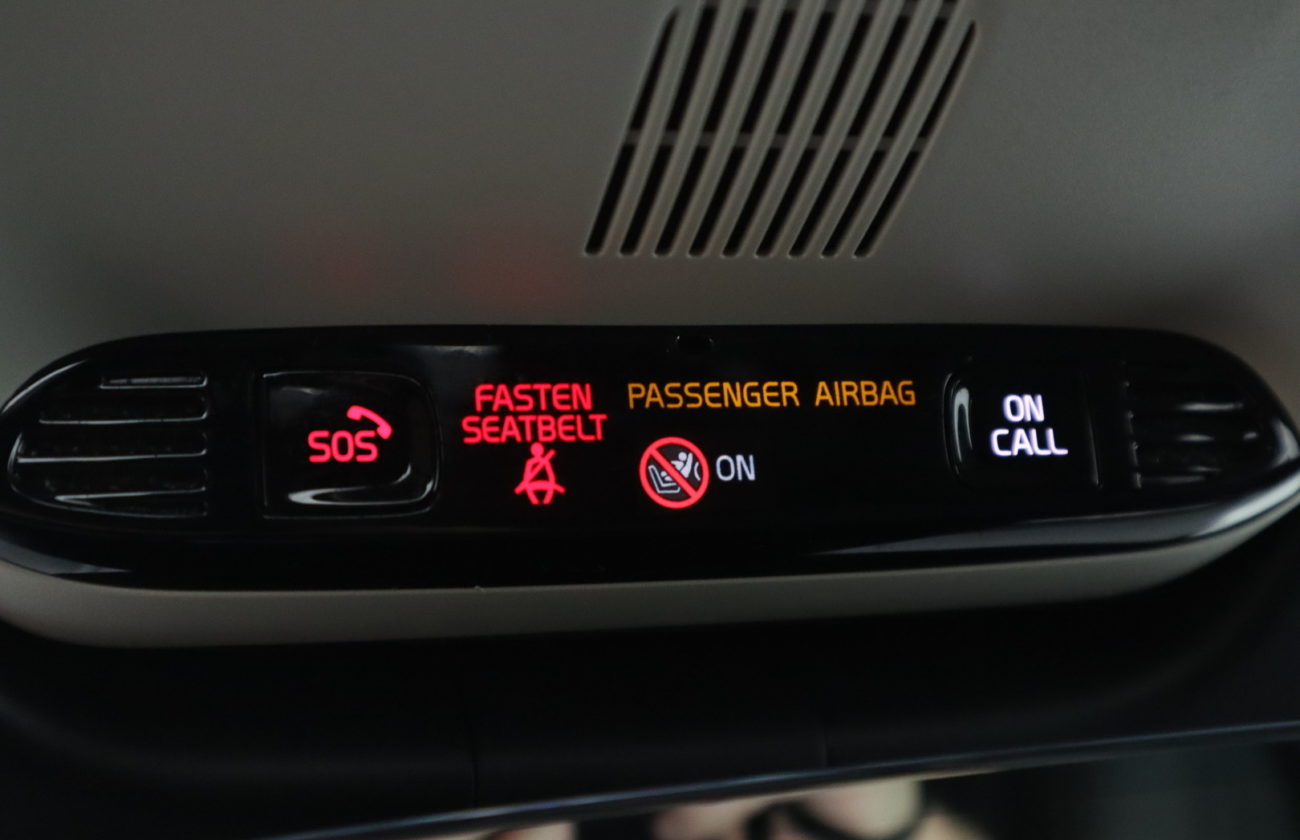 SOS
FASTEN
SEATBELT
PASSENGER AIRBAG
ON
ON
CALL